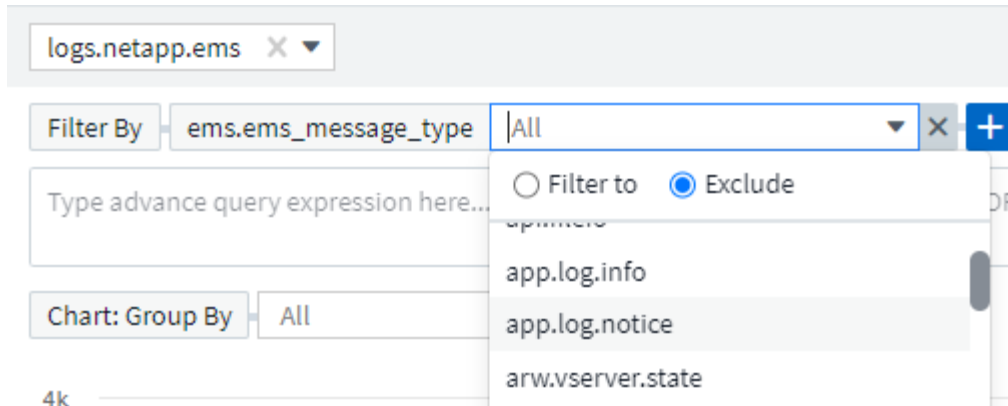 logs.netapp.ems
Filter By ems.ems_message_type All
Filter to Exclude
Type advance query expression here...
app.log.info
Chart: Group By All
app.log.notice
arw.vserver.state
4k